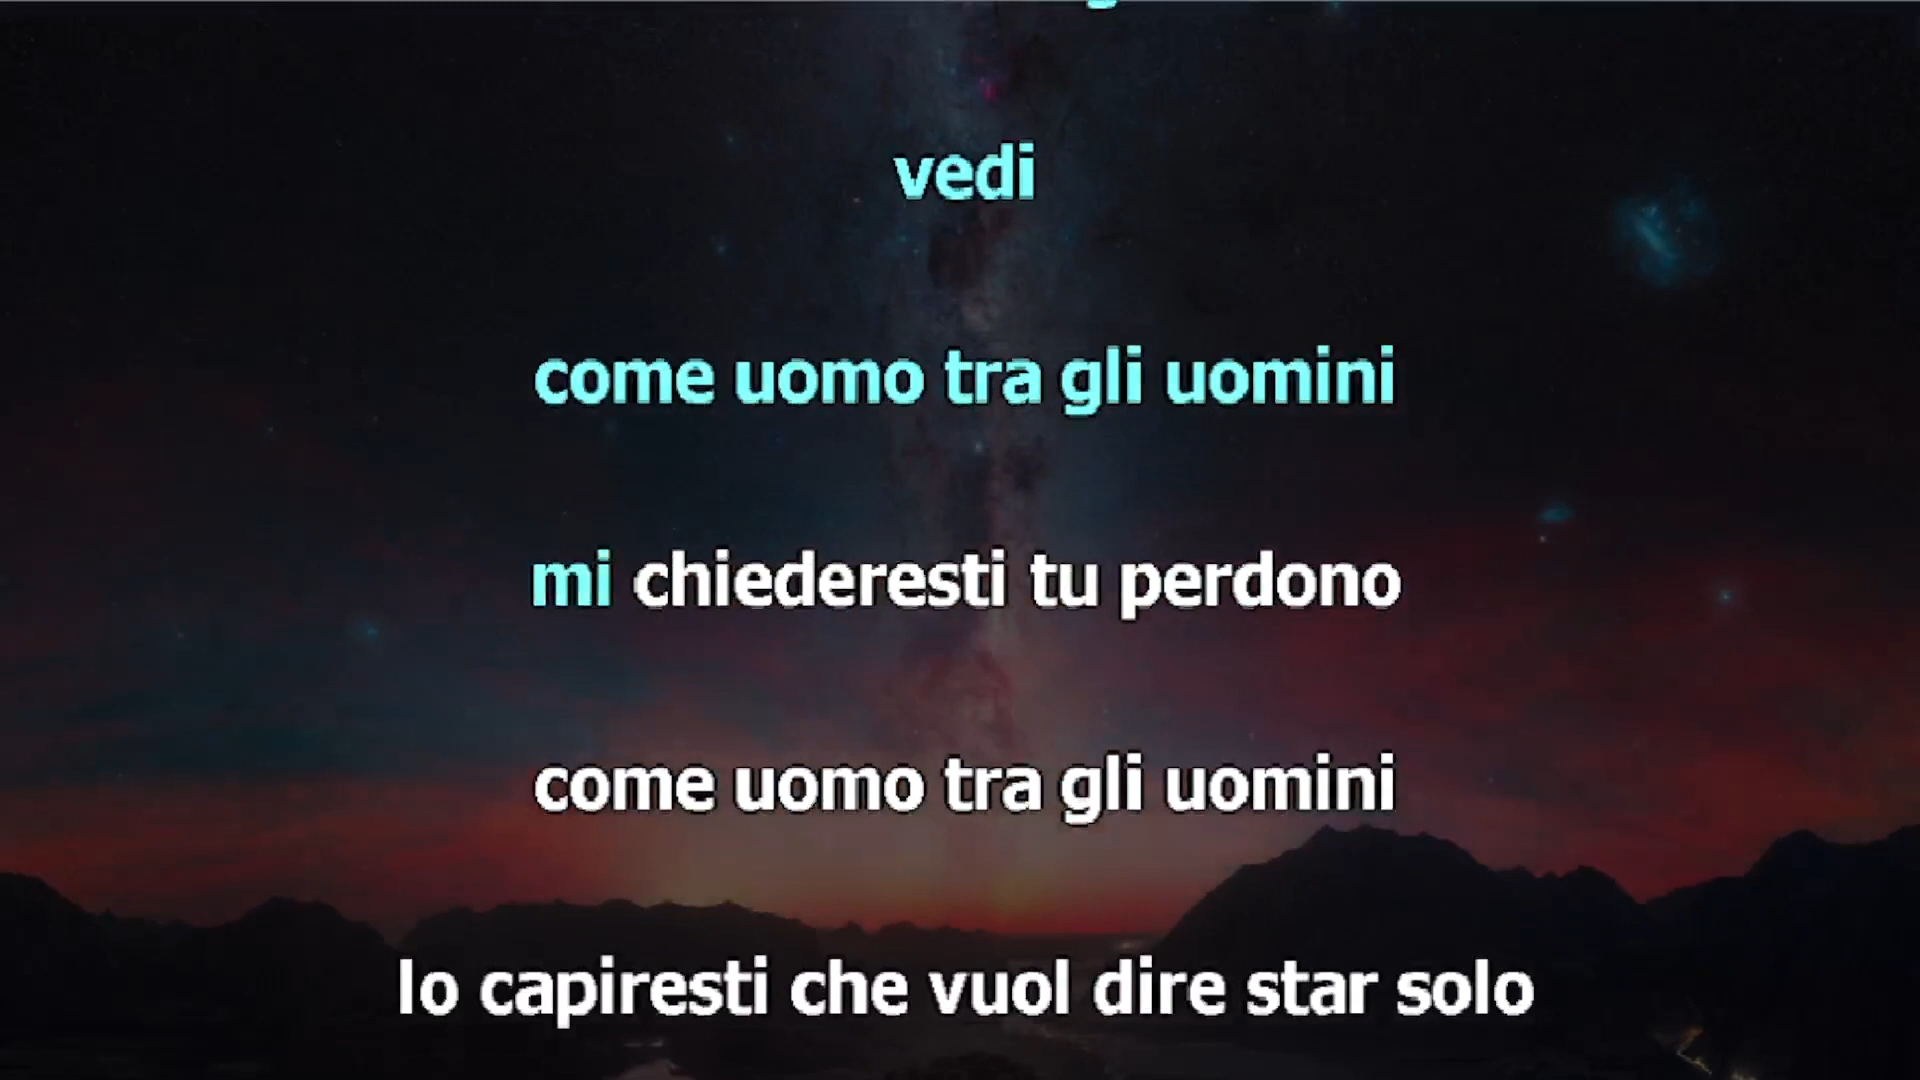 vedi
come uomo tra gli uomini
mi chiederesti tu perdono
come uomo tra gli uomini
lo capiresti che vuol dire star solo